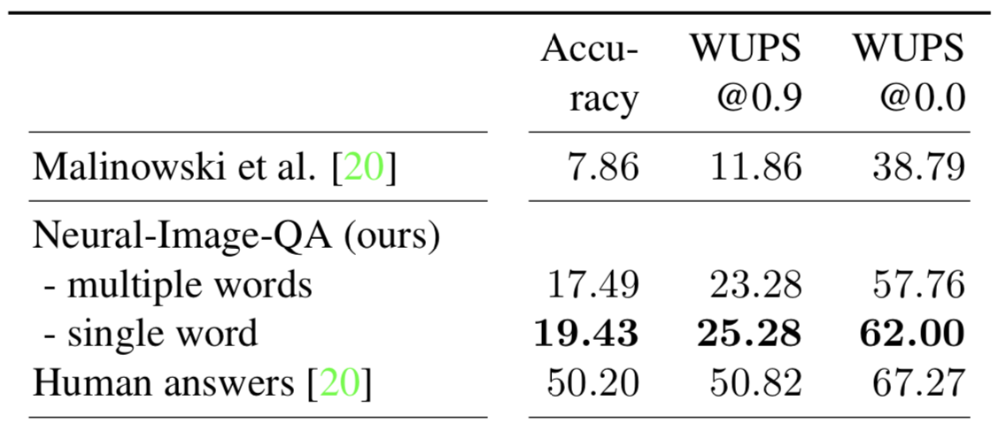 Accu- WUPS WUPS
racy @0.9 @0.0
Malinowski et al. [20] 7.86 11.86 38.79
Neural-Image-QA (ours)
- multiple words 17.49 23.28 57.76
- single word 19.43 25.28 62.00
Human answers [20] 50.20 50.82 67.27